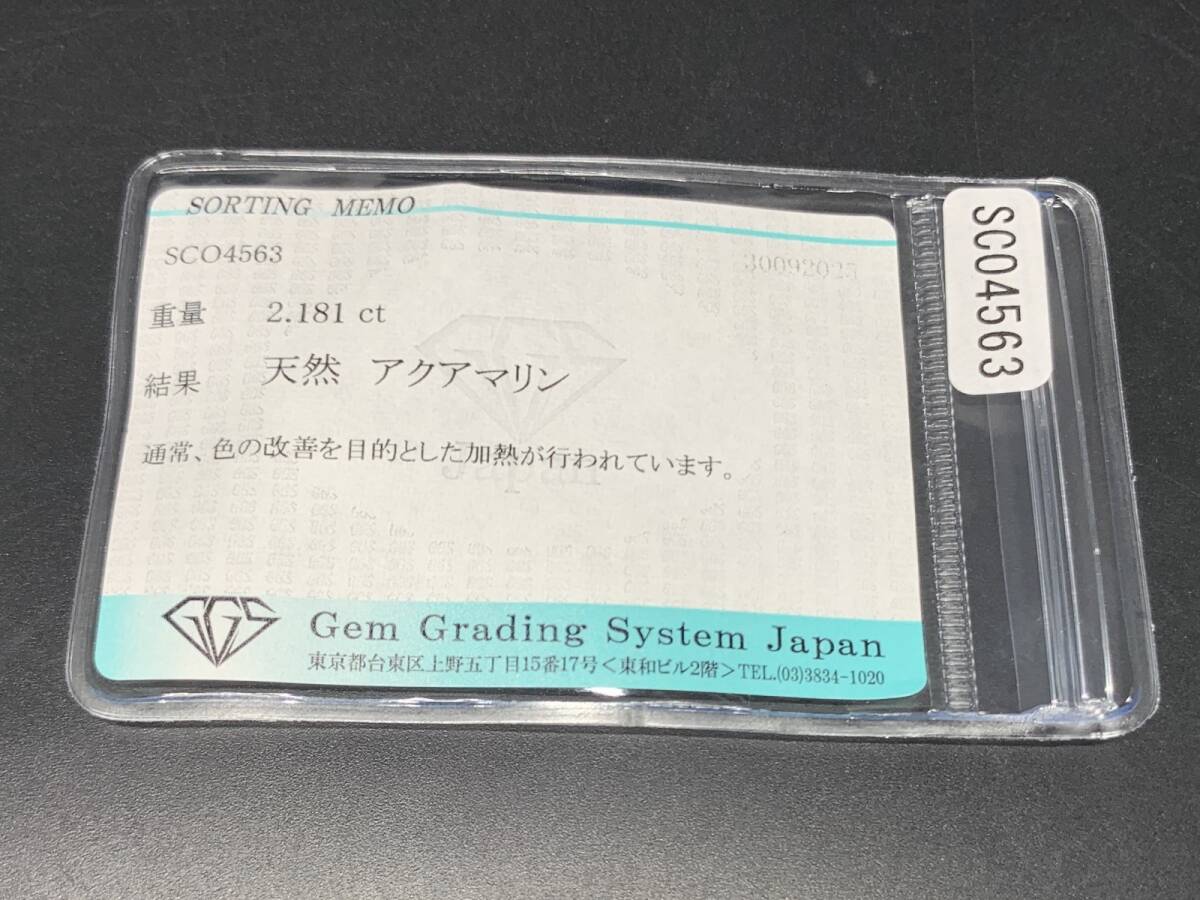 SORTING MEMO
SCO4563
30092025
重量 2.181 ct
結果 天然 アクアマリン
通常、色の改善を目的とした加熱が行われています。
Japan
GGS Gem Grading System Japan
東京都台東区上野五丁目15番17号<東和ビル2階>TEL.(03)3834-1020
SCO4563